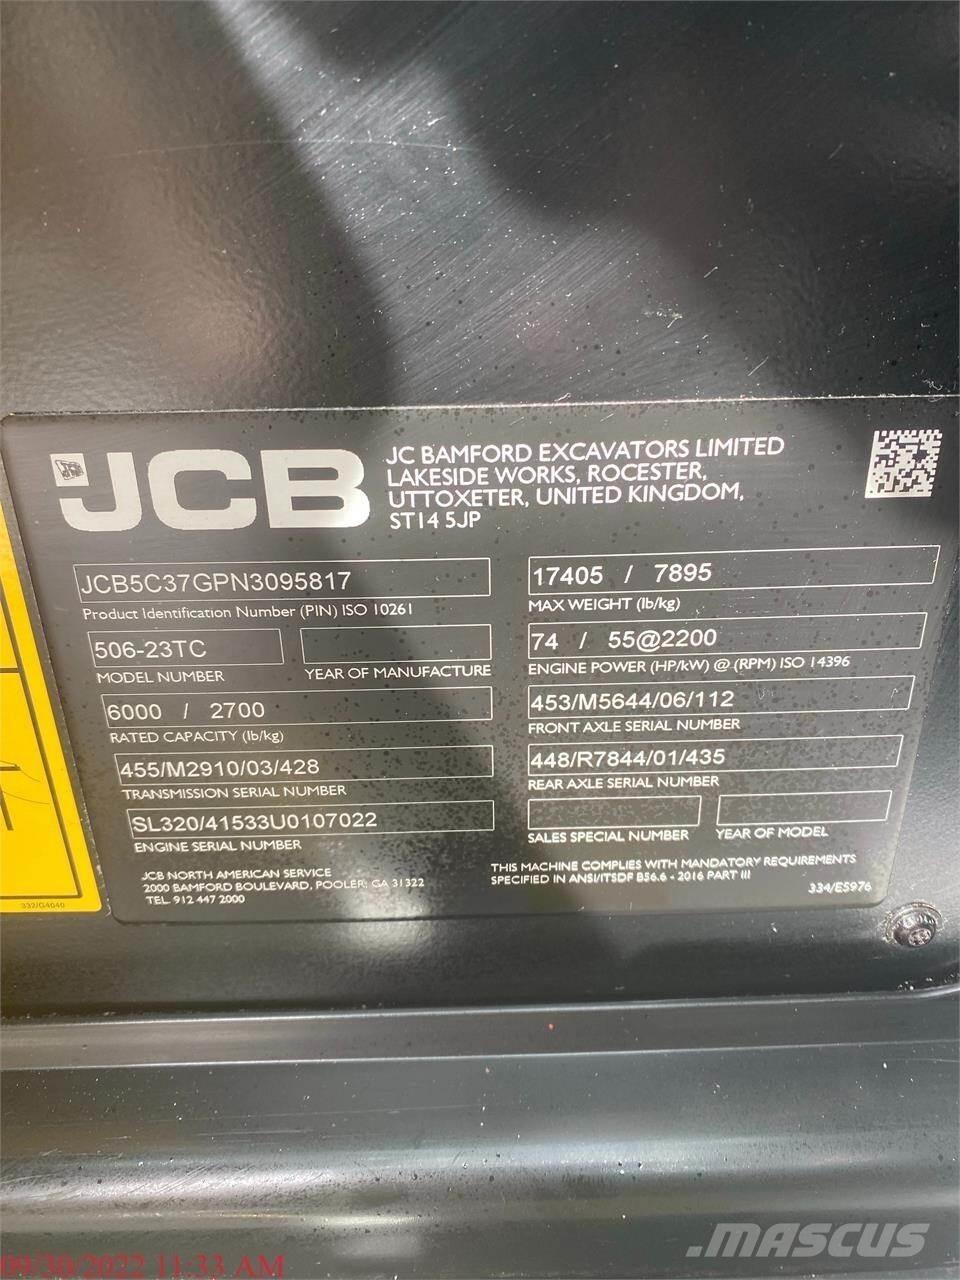 JCB
JC BAMFORD EXCAVATORS LIMITED
LAKESIDE WORKS, ROCESTER,
UTTOXETER, UNITED KINGDOM,
ST14 5JP
JCB5C37GPN3095817
Product Identification Number (PIN) ISO 10261
506-23TC
MODEL NUMBER
YEAR OF MANUFACTURE
6000 / 2700
RATED CAPACITY (lb/kg)
455/M2910/03/428
TRANSMISSION SERIAL NUMBER
SL320/41533U0107022
ENGINE SERIAL NUMBER
JCB NORTH AMERICAN SERVICE
2000 BAMFORD BOULEVARD, POOLER, GA 31322
TEL. 912 447 2000
17405 / 7895
MAX WEIGHT (lb/kg)
74 / 55@2200
ENGINE POWER (HP/kW) @ (RPM) ISO 14396
453/M5644/06/112
FRONT AXLE SERIAL NUMBER
448/R7844/01/435
REAR AXLE SERIAL NUMBER
SALES SPECIAL NUMBER
YEAR OF MODEL
THIS MACHINE COMPLIES WITH MANDATORY REQUIREMENTS
SPECIFIED IN ANSI/ITSDF B56.6 - 2016 PART III
334/E5976
332/G4040
09/30/2022 11:33 AM
.MASCUS